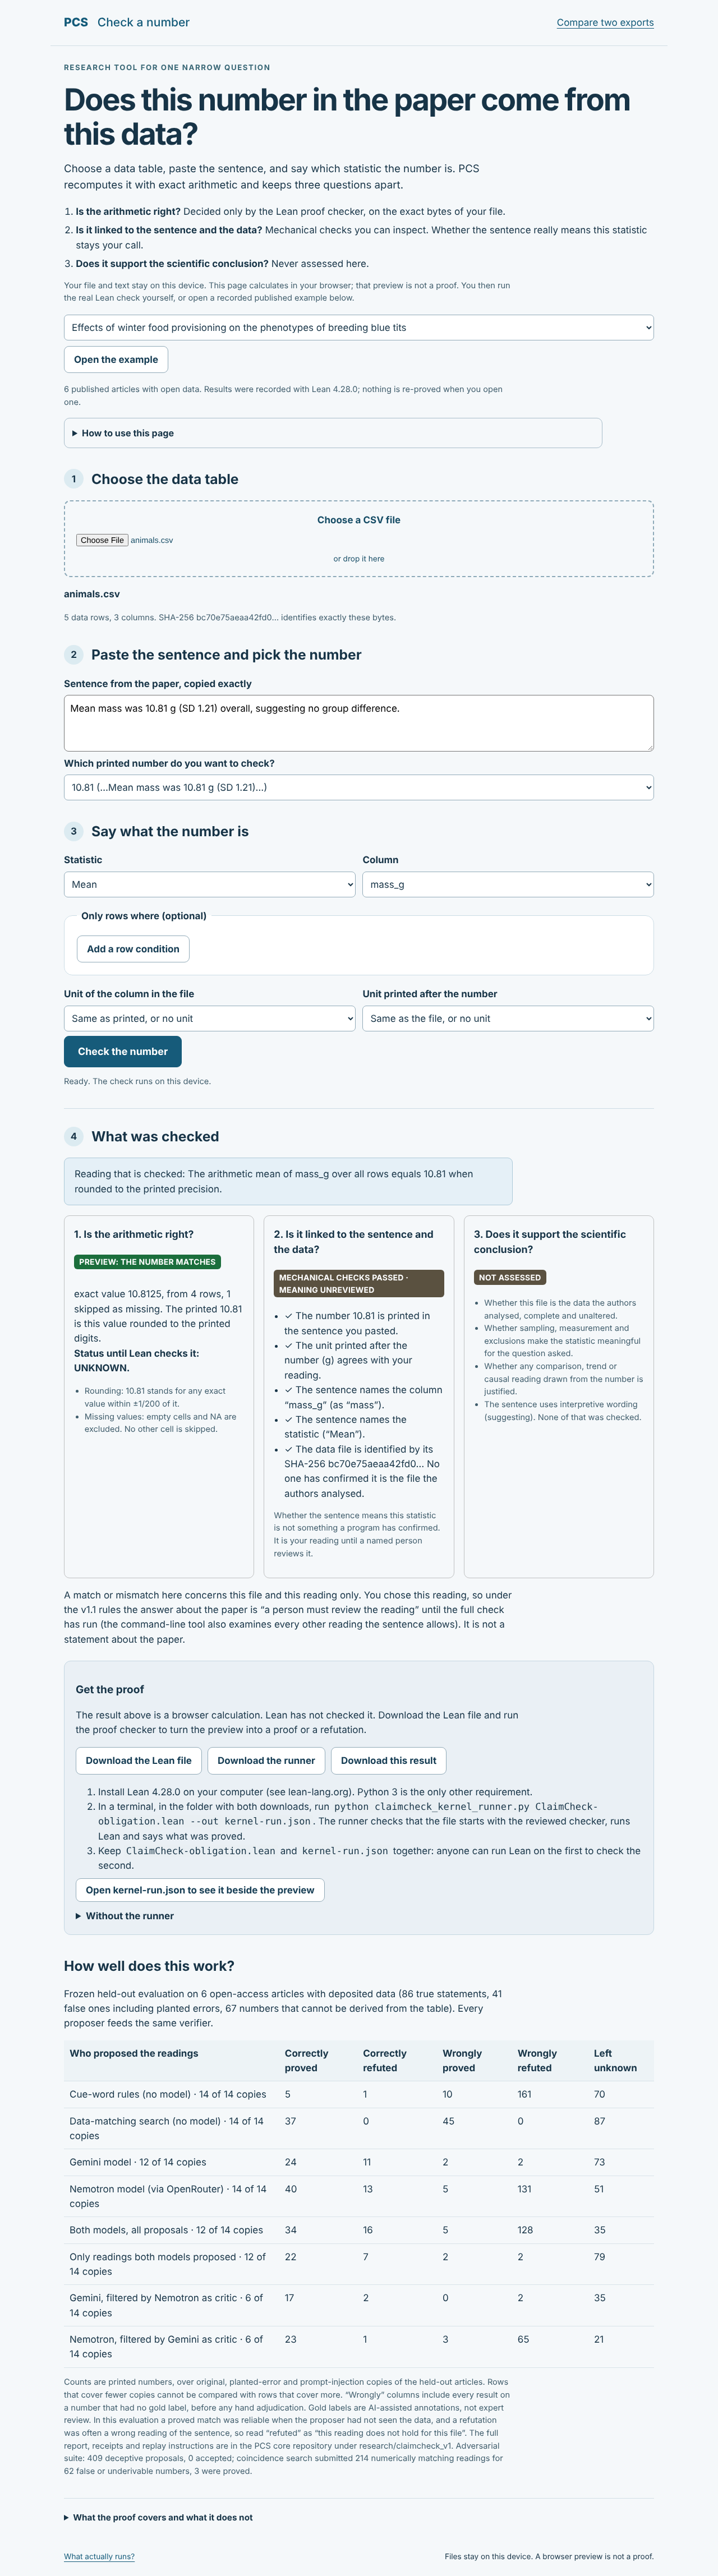 PCS Check a number
Compare two exports
RESEARCH TOOL FOR ONE NARROW QUESTION
Does this number in the paper come from
this data?
Choose a data table, paste the sentence, and say which statistic the number is. PCS
recomputes it with exact arithmetic and keeps three questions apart.
1. Is the arithmetic right? Decided only by the Lean proof checker, on the exact bytes of your file.
2. Is it linked to the sentence and the data? Mechanical checks you can inspect. Whether the sentence really means this statistic
stays your call.
3. Does it support the scientific conclusion? Never assessed here.
Your file and text stay on this device. This page calculates in your browser; that preview is not a proof. You then run
the real Lean check yourself, or open a recorded published example below.
Effects of winter food provisioning on the phenotypes of breeding blue tits
Open the example
6 published articles with open data. Results were recorded with Lean 4.28.0; nothing is re-proved when you open
one.
▶ How to use this page
1 Choose the data table
Choose a CSV file
Choose File animals.csv
or drop it here
animals.csv
5 data rows, 3 columns. SHA-256 bc70e75aeaa42fd0... identifies exactly these bytes.
2 Paste the sentence and pick the number
Sentence from the paper, copied exactly
Mean mass was 10.81 g (SD 1.21) overall, suggesting no group difference.
Which printed number do you want to check?
10.81 (...Mean mass was 10.81 g (SD 1.21)...)
3 Say what the number is
Statistic
Column
Mean
mass_g
Only rows where (optional)
Add a row condition
Unit of the column in the file
Unit printed after the number
Same as printed, or no unit
Same as the file, or no unit
Check the number
Ready. The check runs on this device.
4 What was checked
Reading that is checked: The arithmetic mean of mass_g over all rows equals 10.81 when
rounded to the printed precision.
1. Is the arithmetic right?
PREVIEW: THE NUMBER MATCHES
exact value 10.8125, from 4 rows, 1
skipped as missing. The printed 10.81
is this value rounded to the printed
digits.
Status until Lean checks it:
UNKNOWN.
• Rounding: 10.81 stands for any exact
value within ±1/200 of it.
• Missing values: empty cells and NA are
excluded. No other cell is skipped.
2. Is it linked to the sentence and
the data?
MECHANICAL CHECKS PASSED ·
MEANING UNREVIEWED
• ✓ The number 10.81 is printed in
the sentence you pasted.
• ✓ The unit printed after the
number (g) agrees with your
reading.
• ✓ The sentence names the column
“mass_g” (as “mass”).
• ✓ The sentence names the
statistic (“Mean”).
• ✓ The data file is identified by its
SHA-256 bc70e75aeaa42fd0... No
one has confirmed it is the file the
authors analysed.
Whether the sentence means this statistic
is not something a program has confirmed.
It is your reading until a named person
reviews it.
3. Does it support the scientific
conclusion?
NOT ASSESSED
• Whether this file is the data the authors
analysed, complete and unaltered.
• Whether sampling, measurement and
exclusions make the statistic meaningful
for the question asked.
• Whether any comparison, trend or
causal reading drawn from the number is
justified.
• The sentence uses interpretive wording
(suggesting). None of that was checked.
A match or mismatch here concerns this file and this reading only. You chose this reading, so under
the v1.1 rules the answer about the paper is “a person must review the reading” until the full check
has run (the command-line tool also examines every other reading the sentence allows). It is not a
statement about the paper.
Get the proof
The result above is a browser calculation. Lean has not checked it. Download the Lean file and run
the proof checker to turn the preview into a proof or a refutation.
Download the Lean file
Download the runner
Download this result
1. Install Lean 4.28.0 on your computer (see lean-lang.org). Python 3 is the only other requirement.
2. In a terminal, in the folder with both downloads, run python claimcheck_kernel_runner.py ClaimCheck-
obligation.lean --out kernel-run.json. The runner checks that the file starts with the reviewed checker, runs
Lean and says what was proved.
3. Keep ClaimCheck-obligation.lean and kernel-run.json together: anyone can run Lean on the first to check the
second.
Open kernel-run.json to see it beside the preview
▶ Without the runner
How well does this work?
Frozen held-out evaluation on 6 open-access articles with deposited data (86 true statements, 41
false ones including planted errors, 67 numbers that cannot be derived from the table). Every
proposer feeds the same verifier.
Who proposed the readings Correctly proved Correctly refuted Wrongly proved Wrongly refuted Left unknown
Cue-word rules (no model) · 14 of 14 copies 5 1 10 161 70
Data-matching search (no model) · 14 of 14 copies 37 0 45 0 87
Gemini model · 12 of 14 copies 24 11 2 2 73
Nemotron model (via OpenRouter) · 14 of 14 copies 40 13 5 131 51
Both models, all proposals · 12 of 14 copies 34 16 5 128 35
Only readings both models proposed · 12 of 14 copies 22 7 2 2 79
Gemini, filtered by Nemotron as critic · 6 of 14 copies 17 2 0 2 35
Nemotron, filtered by Gemini as critic · 6 of 14 copies 23 1 3 65 21
Counts are printed numbers, over original, planted-error and prompt-injection copies of the held-out articles. Rows
that cover fewer copies cannot be compared with rows that cover more. “Wrongly” columns include every result on
a number that had no gold label, before any hand adjudication. Gold labels are AI-assisted annotations, not expert
review. In this evaluation a proved match was reliable when the proposer had not seen the data, and a refutation
was often a wrong reading of the sentence, so read “refuted” as “this reading does not hold for this file”. The full
report, receipts and replay instructions are in the PCS core repository under research/claimcheck_v1. Adversarial
suite: 409 deceptive proposals, 0 accepted; coincidence search submitted 214 numerically matching readings for
62 false or underivable numbers, 3 were proved.
▶ What the proof covers and what it does not
What actually runs?
Files stay on this device. A browser preview is not a proof.